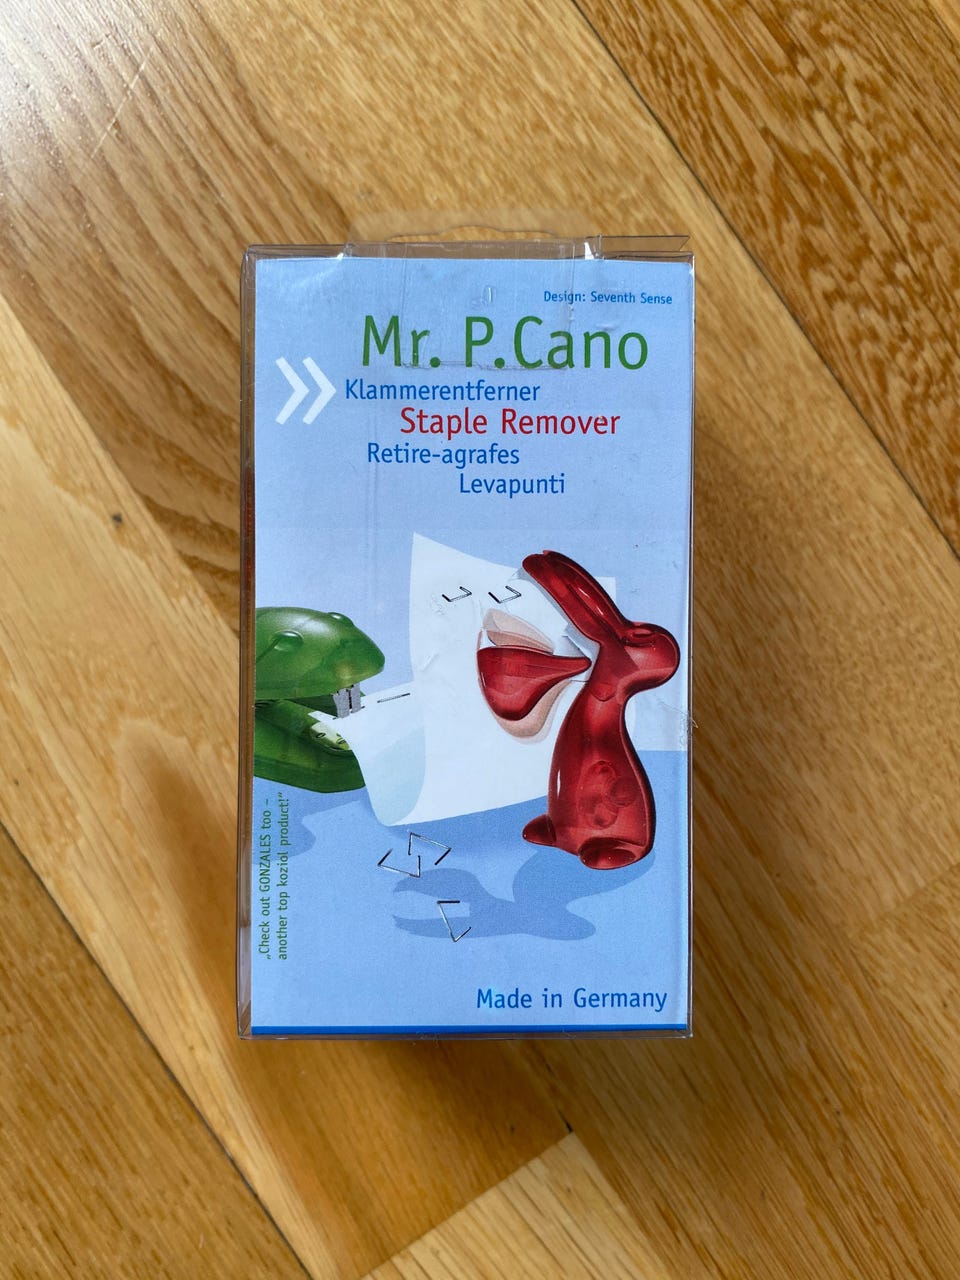 Design: Seventh Sense
Mr. P.Cano
Klammerentferner
Staple Remover
Retire-agrafes
Levapunti
„Check out GONZALES too –
another top koziol product!“
Made in Germany